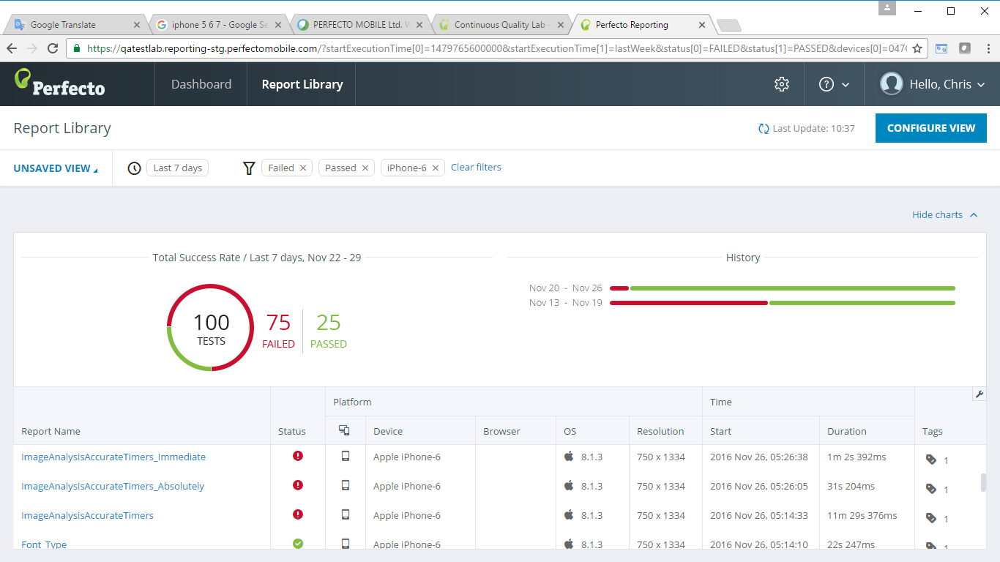 Google Translate
iphone 5 6 7 - Google Se
PERFECTO MOBILE Ltd.
Continuous Quality Lab -
Perfecto Reporting
https://qatestlab.reporting-stg.perfectomobile.com/?startExecutionTime[0]=1479765600000&startExecutionTime[1]=lastWeek&status[0]=FAILED&status[1]=PASSED&devices[0]=047
Perfecto
Dashboard
Report Library
?
Hello, Chris
Report Library
Last Update: 10:37
CONFIGURE VIEW
UNSAVED VIEW
Last 7 days
Failed ×
Passed ×
iPhone-6 ×
Clear filters
Hide charts
Total Success Rate / Last 7 days, Nov 22 - 29
100
TESTS
75
FAILED
25
PASSED
History
Nov 20 - Nov 26
Nov 13 - Nov 19
Platform
Time
Report Name
Status
Device
Browser
OS
Resolution
Start
Duration
Tags
ImageAnalysisAccurateTimers_Immediate Apple iPhone-6 8.1.3 750 x 1334 2016 Nov 26, 05:26:38 1m 2s 392ms 1
ImageAnalysisAccurateTimers_Absolutely Apple iPhone-6 8.1.3 750 x 1334 2016 Nov 26, 05:26:05 31s 204ms 1
ImageAnalysisAccurateTimers Apple iPhone-6 8.1.3 750 x 1334 2016 Nov 26, 05:14:33 11m 29s 376ms 1
Font_Type Apple iPhone-6 8.1.3 750 x 1334 2016 Nov 26, 05:14:10 22s 247ms 1